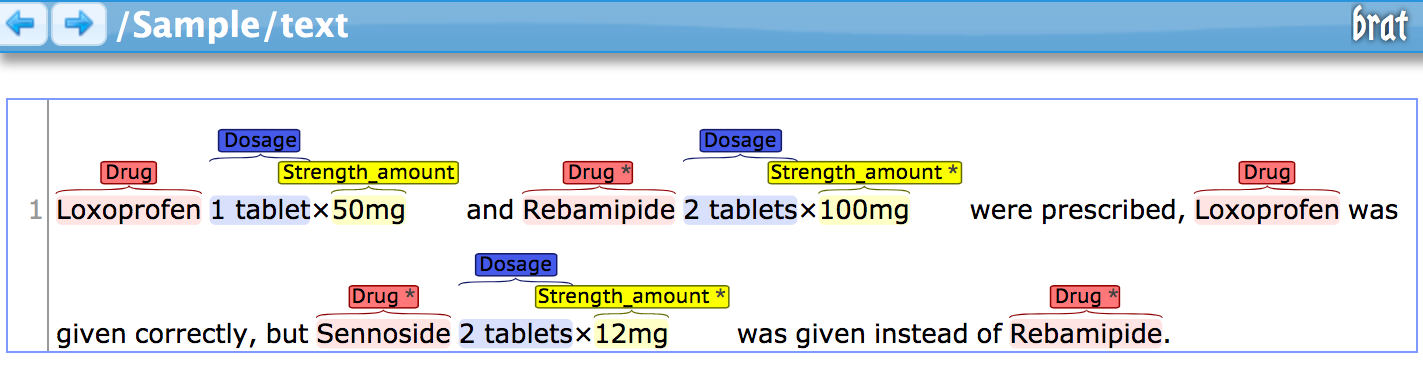 /Sample/text brat
Dosage Dosage
Drug Strength_amount Drug * Strength_amount * Drug
1 Loxoprofen 1 tablet×50mg and Rebamipide 2 tablets×100mg were prescribed, Loxoprofen was
Dosage
Drug * Strength_amount * Drug *
given correctly, but Sennoside 2 tablets×12mg was given instead of Rebamipide.